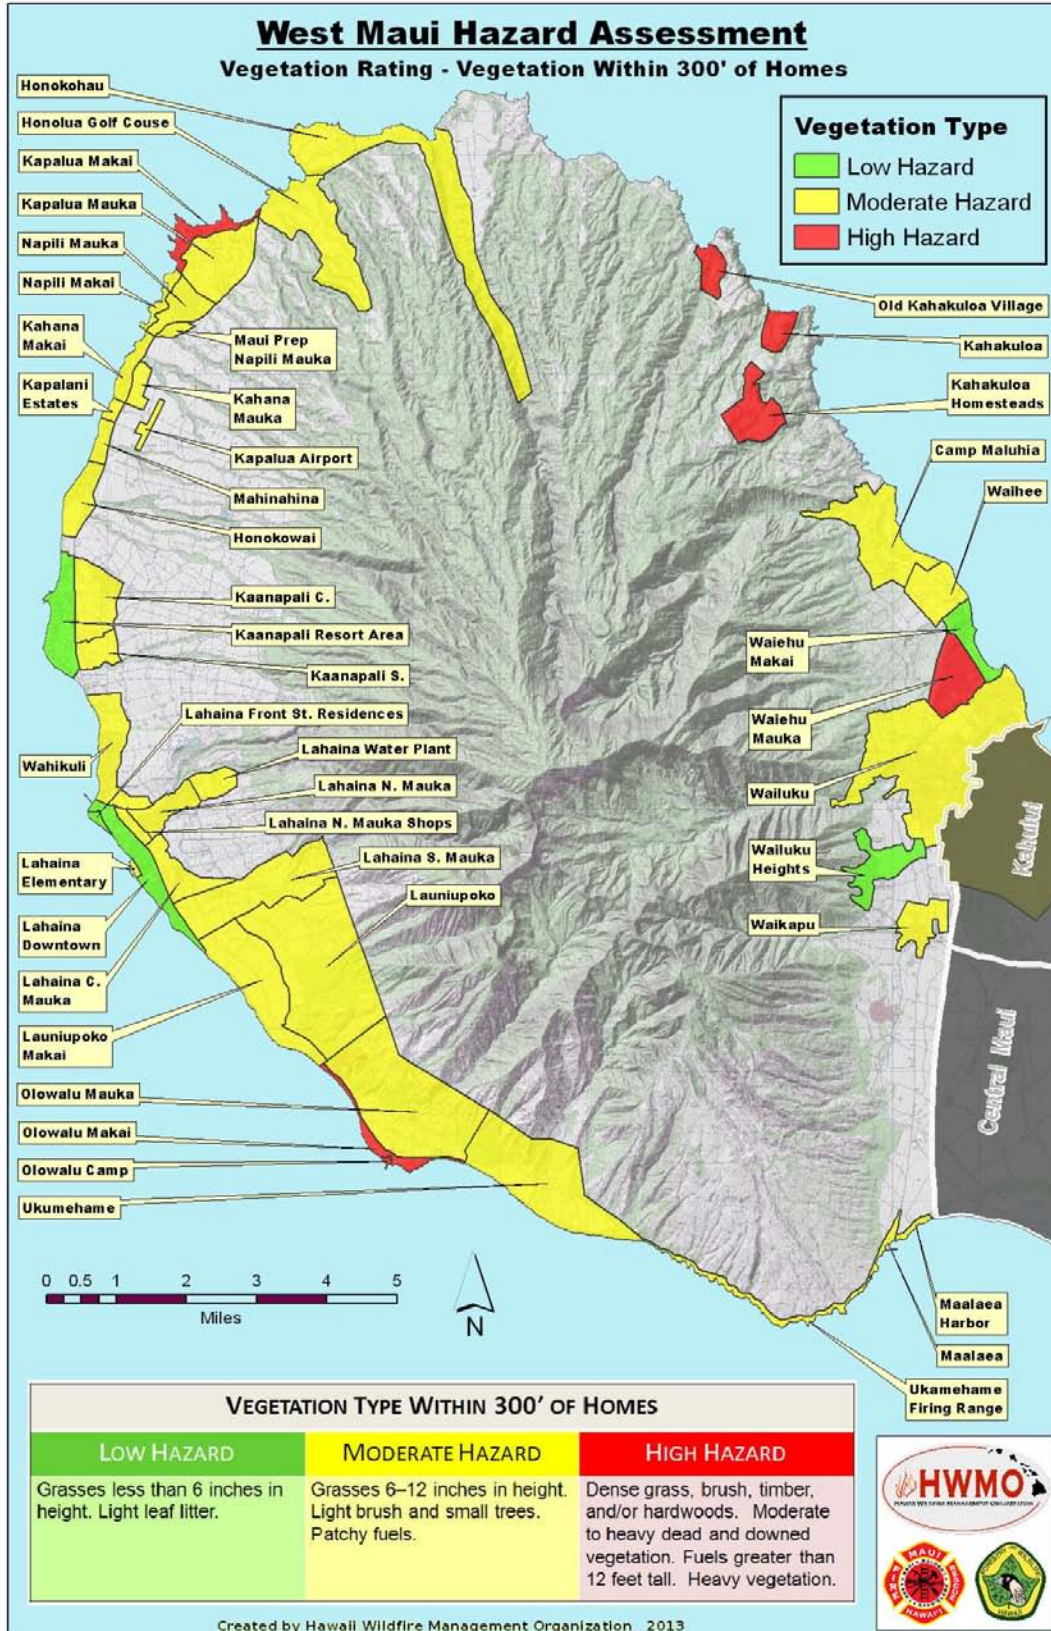 West Maui Hazard Assessment
Vegetation Rating - Vegetation Within 300' of Homes
Vegetation Type
Low Hazard
Moderate Hazard
High Hazard
Honokohau
Honolua Golf Couse
Kapalua Makai
Kapalua Mauka
Napili Mauka
Napili Makai
Kahana
Makai
Kapalani
Estates
Maui Prep
Napili Mauka
Kahana
Mauka
Kapalua Airport
Mahinahina
Honokowai
Kaanapali C.
Kaanapali Resort Area
Kaanapali S.
Lahaina Front St. Residences
Lahaina Water Plant
Wahikuli
Lahaina N. Mauka
Lahaina N. Mauka Shops
Lahaina S. Mauka
Lahaina
Elementary
Launiupoko
Lahaina
Downtown
Lahaina C.
Mauka
Launiupoko
Makai
Olowalu Mauka
Olowalu Makai
Olowalu Camp
Ukumehame
Old Kahakuloa Village
Kahakuloa
Kahakuloa
Homesteads
Camp Maluhia
Waihee
Waiehu
Makai
Waiehu
Mauka
Wailuku
Wailuku
Heights
Waikapu
Kahului
Central Maui
Maalaea
Harbor
Maalaea
Ukamehame
Firing Range
0 0.5 1 2 3 4 5
Miles
N
VEGETATION TYPE WITHIN 300' OF HOMES
LOW HAZARD
MODERATE HAZARD
HIGH HAZARD
Grasses less than 6 inches in
height. Light leaf litter.
Grasses 6–12 inches in height.
Light brush and small trees.
Patchy fuels.
Dense grass, brush, timber,
and/or hardwoods. Moderate
to heavy dead and downed
vegetation. Fuels greater than
12 feet tall. Heavy vegetation.
HWMO
HAWAII WILDFIRE MANAGEMENT ORGANIZATION
MAUI
FIRE
HAWAI'I
HAWAII
Created by Hawaii Wildfire Management Organization 2013